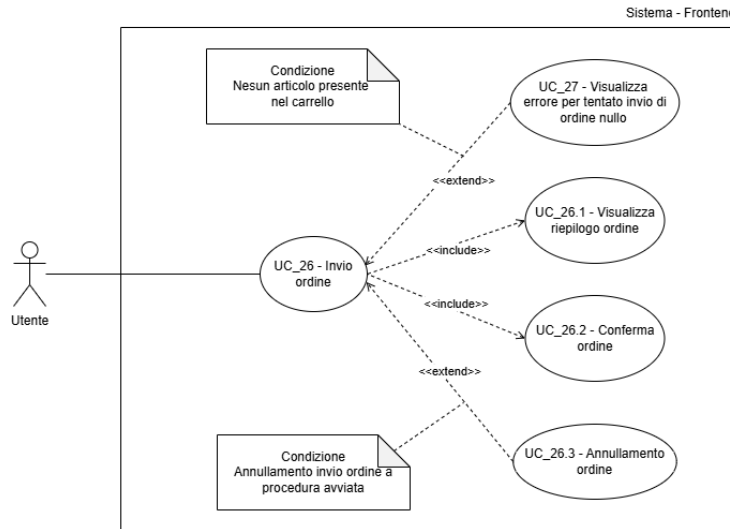 Sistema - Frontend
Condizione
Nesun articolo presente
nel carrello
UC_27 - Visualizza
errore per tentato invio di
ordine nullo
<<extend>>
UC_26.1 - Visualizza
riepilogo ordine
<<include>>
UC_26 - Invio
ordine
Utente
<<include>>
UC_26.2 - Conferma
ordine
<<extend>>
Condizione
Annullamento invio ordine a
procedura avviata
UC_26.3 - Annullamento
ordine